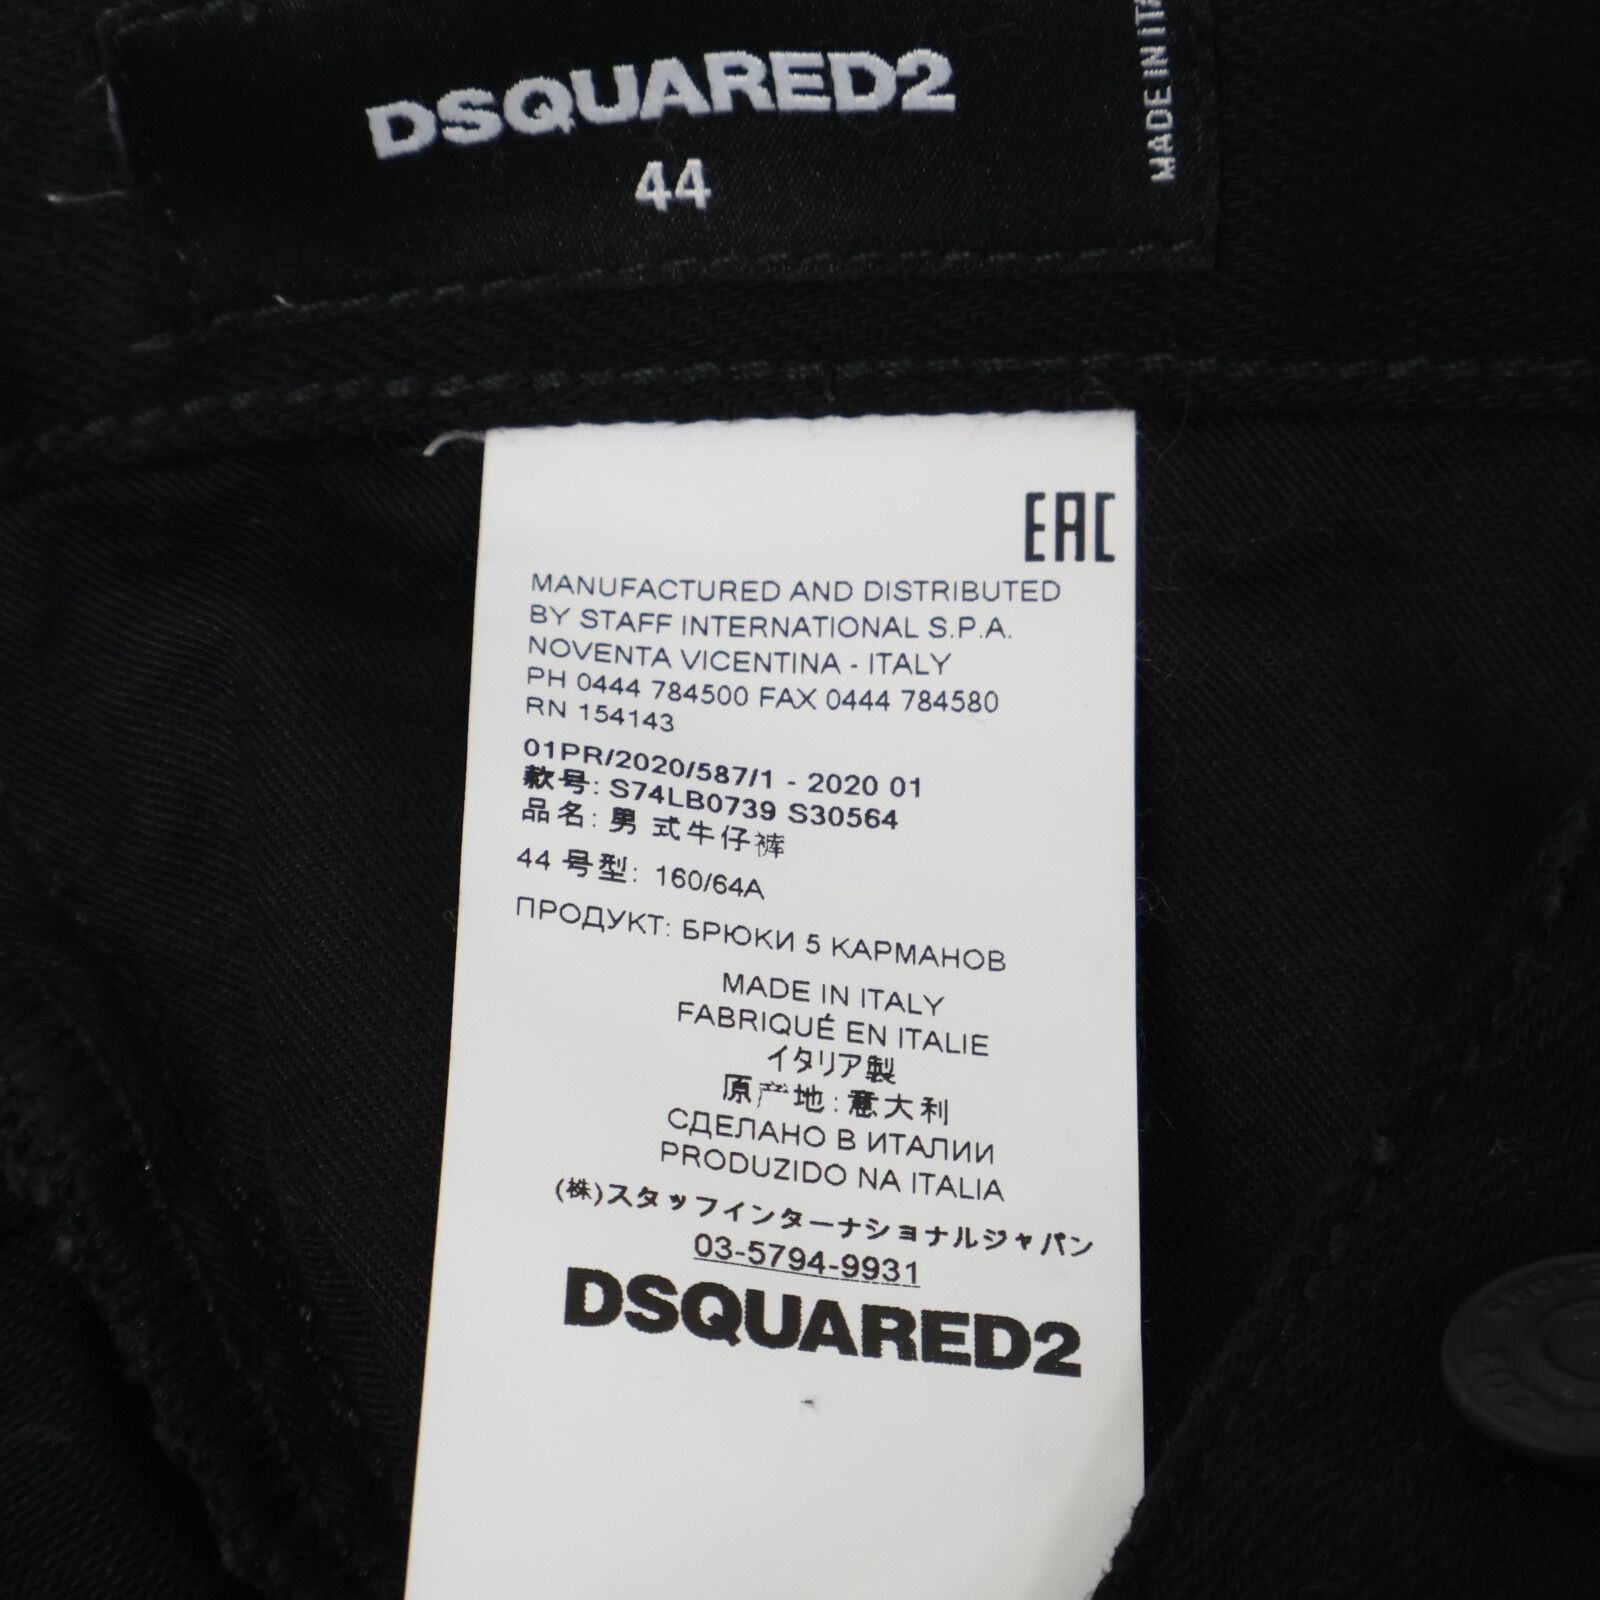 DSQUARED2
44
MADE IN
EAC
MANUFACTURED AND DISTRIBUTED
BY STAFF INTERNATIONAL S.P.A.
NOVENTA VICENTINA - ITALY
PH 0444 784500 FAX 0444 784580
RN 154143
01PR/2020/587/1 - 2020 01
款号: S74LB0739 S30564
品名: 男 式牛仔裤
44 号型: 160/64A
ПРОДУКТ: БРЮКИ 5 КАРМАНОВ
MADE IN ITALY
FABRIQUÉ EN ITALIE
イタリア製
原产地: 意大利
СДЕЛАНО В ИТАЛИИ
PRODUZIDO NA ITALIA
(株)スタッフインターナショナルジャパン
03-5794-9931
DSQUARED2